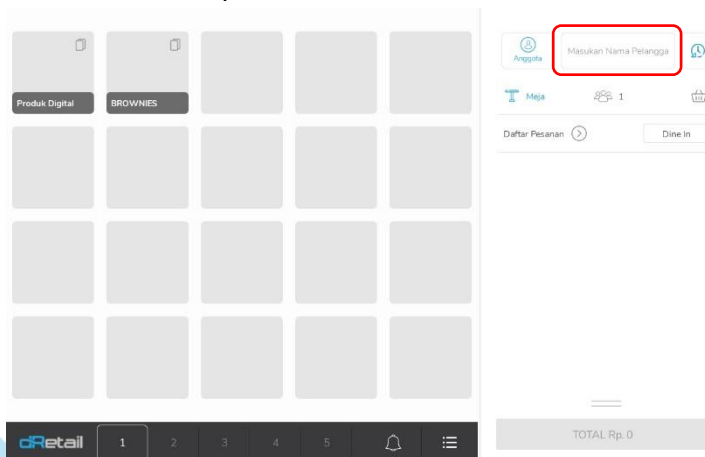 Produk Digital
BROWNIES
Anggota
Masukan Nama Pelangga
Meja
1
Daftar Pesanan
Dine In
TOTAL Rp. 0
dRetail
1
2
3
4
5